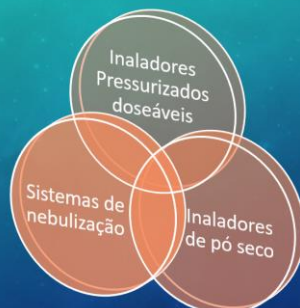 Inaladores
Pressurizados
doseáveis
Sistemas de
nebulização
Inaladores
de pó seco